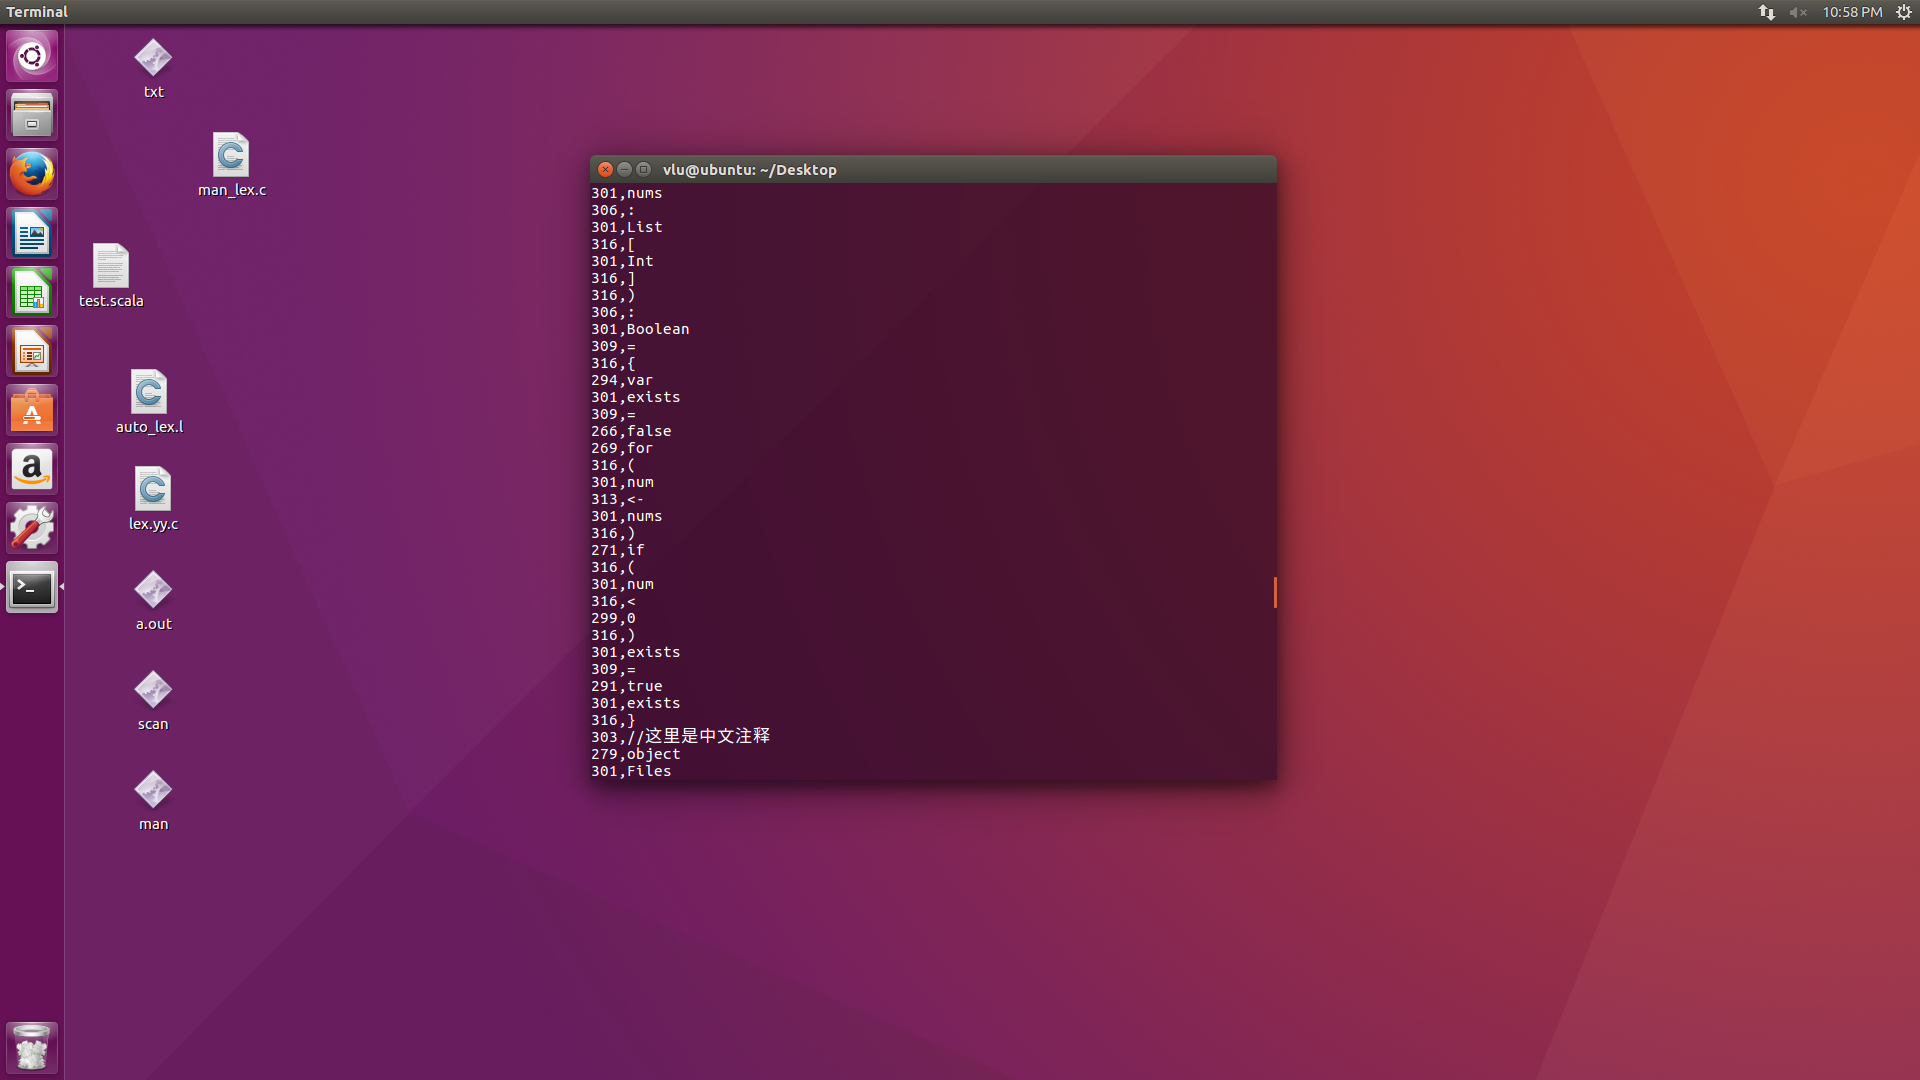 Terminal
10:58 PM
txt
man_lex.c
test.scala
auto_lex.l
lex.yy.c
a.out
scan
man
vlu@ubuntu: ~/Desktop
301,nums
306,:
301,List
316,[
301,Int
316,]
316,)
306,:
301,Boolean
309,=
316,{
294,var
301,exists
309,=
266,false
269,for
316,(
301,num
313,<-
301,nums
316,)
271,if
316,(
301,num
316,<
299,0
316,)
301,exists
309,=
291,true
301,exists
316,}
303,//这里是中文注释
279,object
301,Files